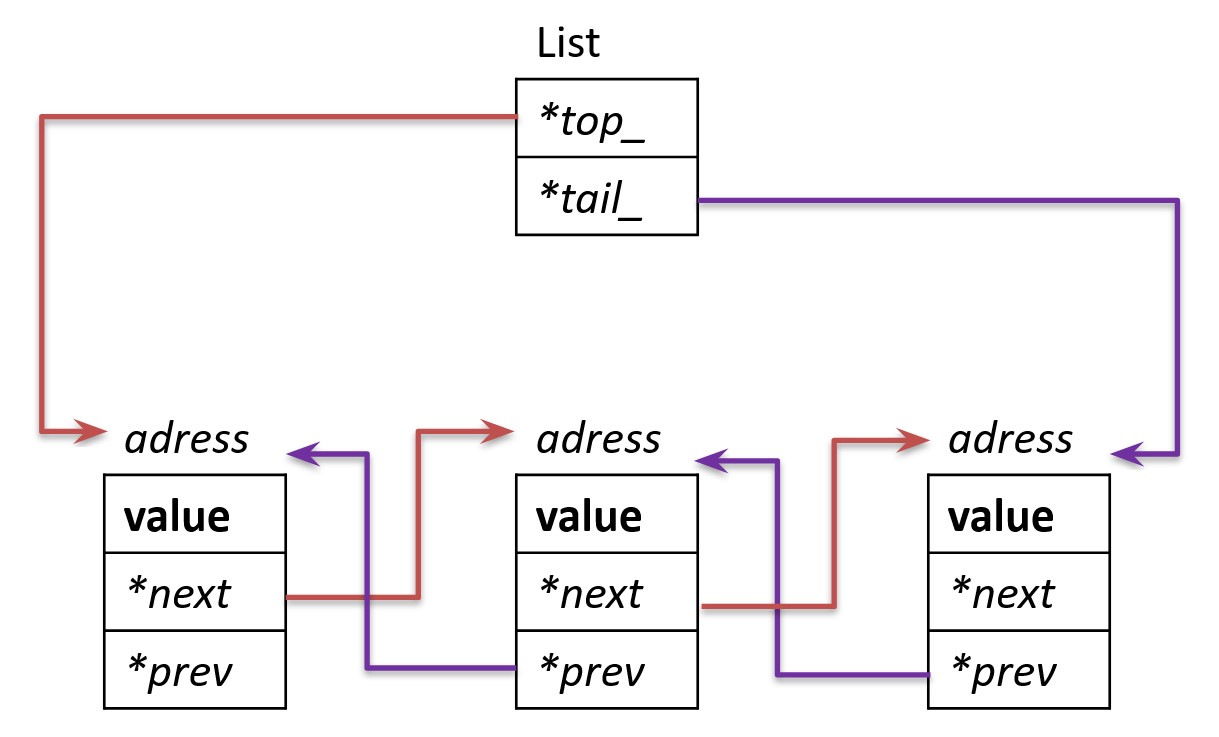 List
*top_
*tail_
adress
value
*next
*prev
adress
value
*next
*prev
adress
value
*next
*prev